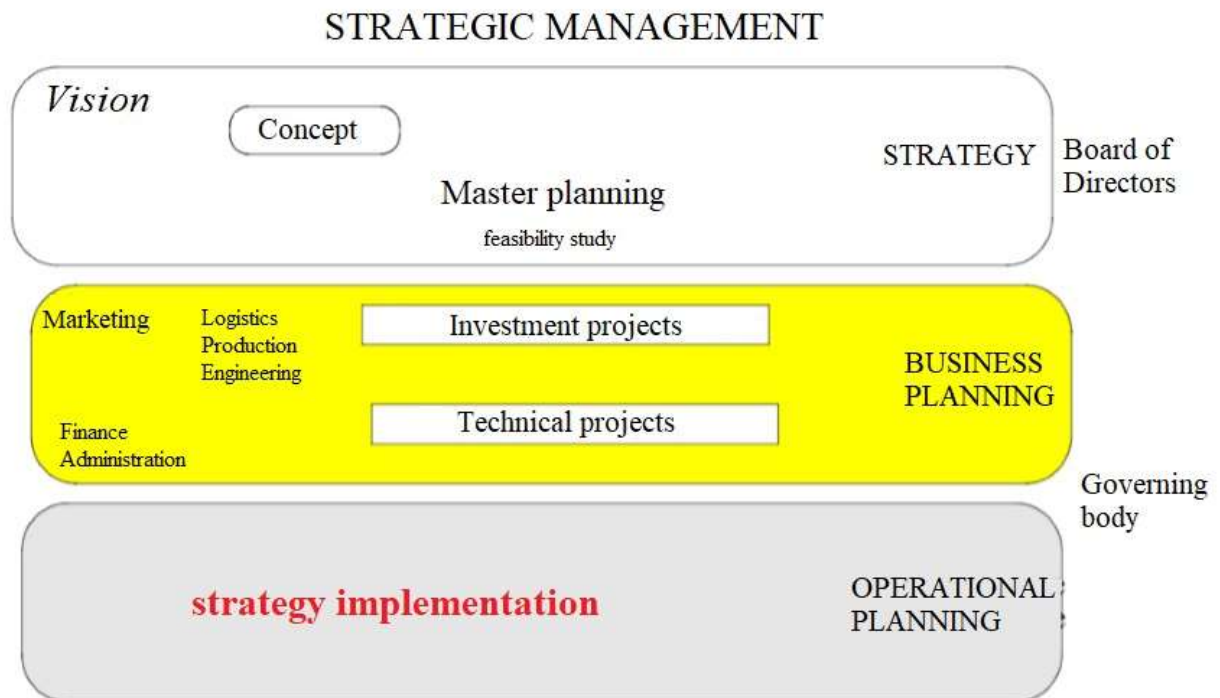 STRATEGIC MANAGEMENT
Vision
Concept
STRATEGY
Board of
Directors
Master planning
feasibility study
Marketing
Logistics
Production
Engineering
Investment projects
BUSINESS
PLANNING
Technical projects
Finance
Administration
Governing
body
strategy implementation
OPERATIONAL
PLANNING